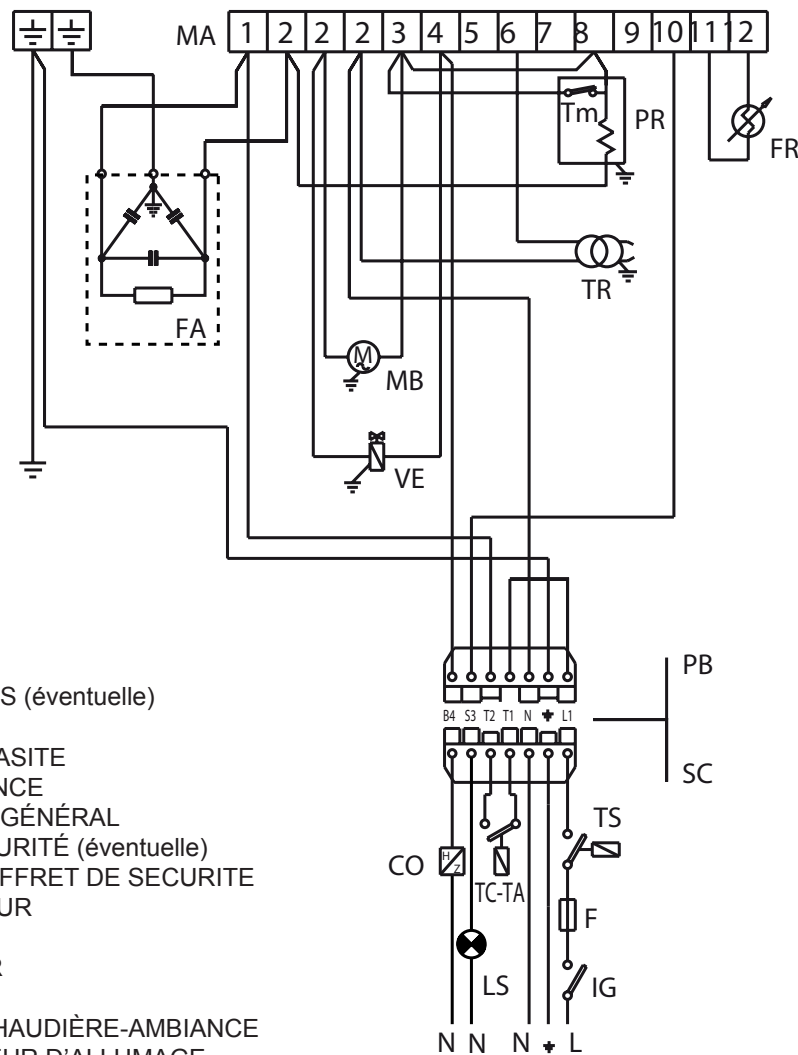 MA 1 2 2 2 3 4 5 6 7 8 9 10 11 12
Tm
PR
FR
TR
FA
M
MB
VE
PB
S (éventuelle)
B4 S3 T2 T1 N L1
ASITE
NCE
SC
GÉNÉRAL
TS
URITÉ (éventuelle)
FFRET DE SECURITE
CO
H
Z
TC-TA
UR
F
R
LS
IG
HAUDIÈRE-AMBIANCE
N N N L